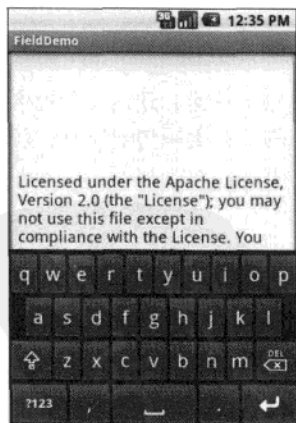 3G 12:35 PM
FieldDemo
Licensed under the Apache License,
Version 2.0 (the "License"); you may
not use this file except in
compliance with the License. You
q w e r t y u i o p
a s d f g h j k l
z x c v b n m DEL
?123 , .